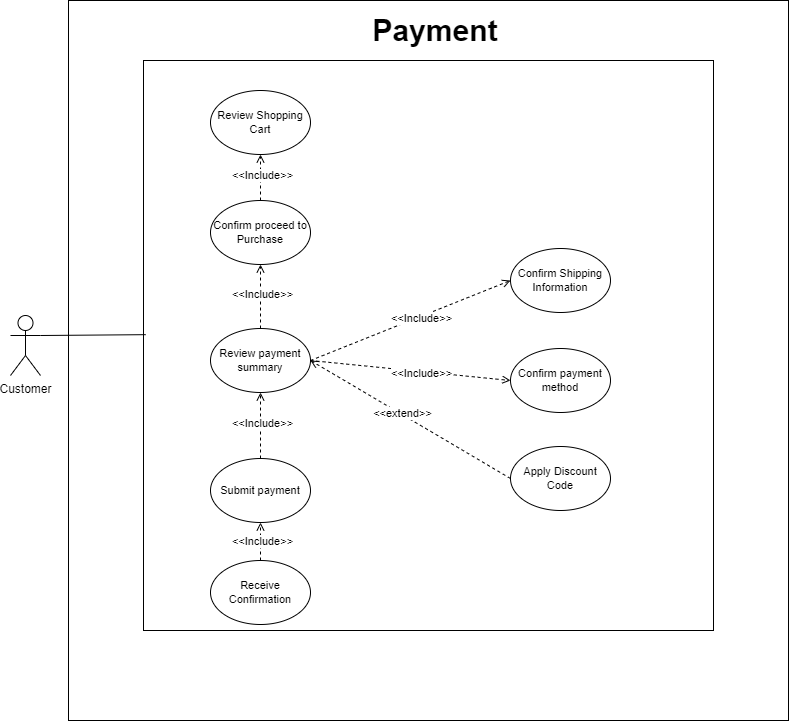 Payment
Review Shopping
Cart
<<Include>>
Confirm proceed to
Purchase
<<Include>>
Confirm Shipping
Information
<<Include>>
Review payment
summary
<<Include>>
Confirm payment
method
<<extend>>
<<Include>>
Apply Discount
Code
Customer
Submit payment
<<Include>>
Receive
Confirmation